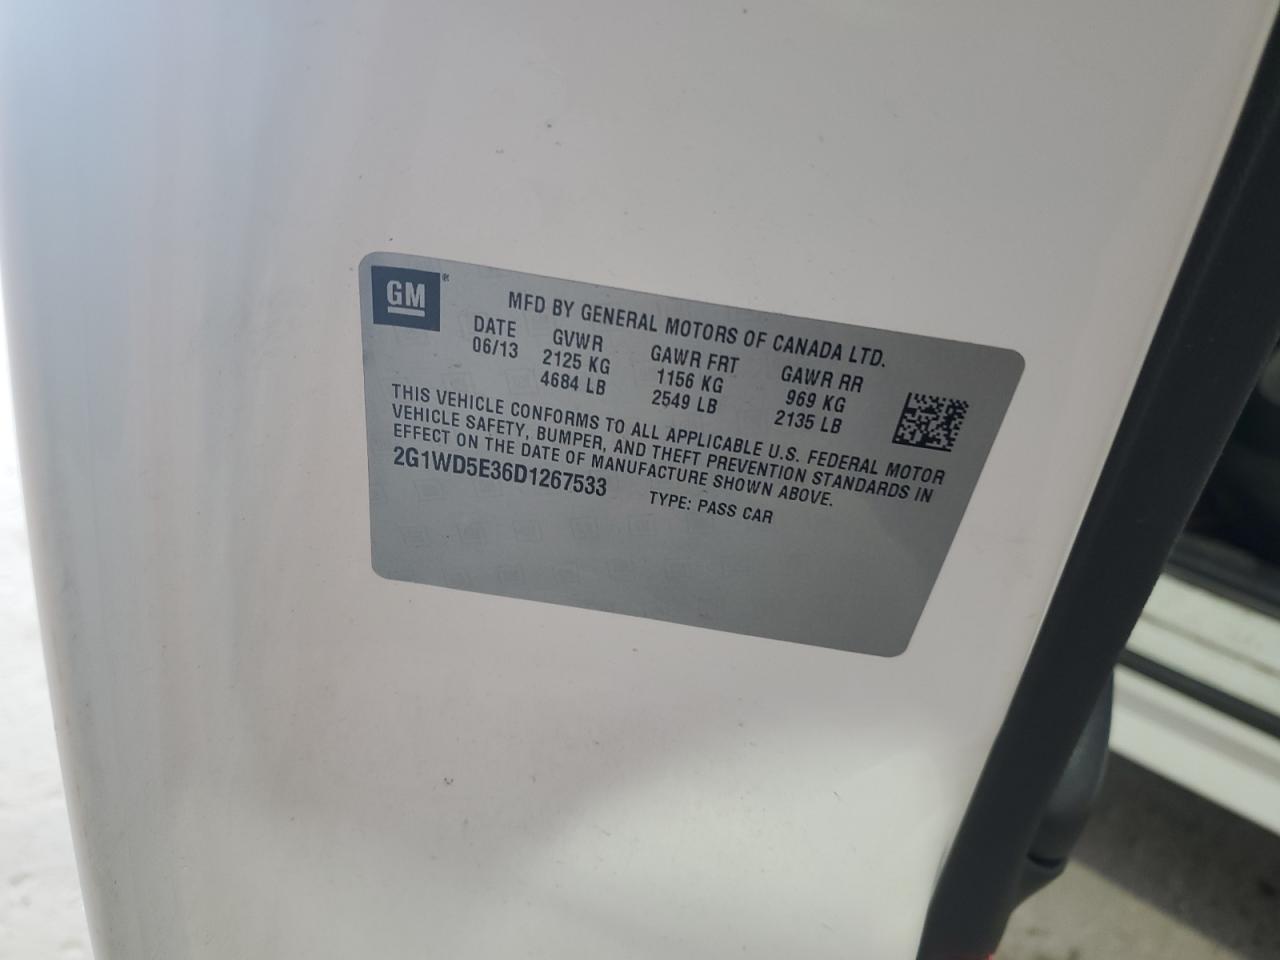 GM®
MFD BY GENERAL MOTORS OF CANADA LTD.
DATE GVWR GAWR FRT GAWR RR
06/13 2125 KG 1156 KG 969 KG
4684 LB 2549 LB 2135 LB
THIS VEHICLE CONFORMS TO ALL APPLICABLE U.S. FEDERAL MOTOR
VEHICLE SAFETY, BUMPER, AND THEFT PREVENTION STANDARDS IN
EFFECT ON THE DATE OF MANUFACTURE SHOWN ABOVE.
2G1WD5E36D1267533 TYPE: PASS CAR